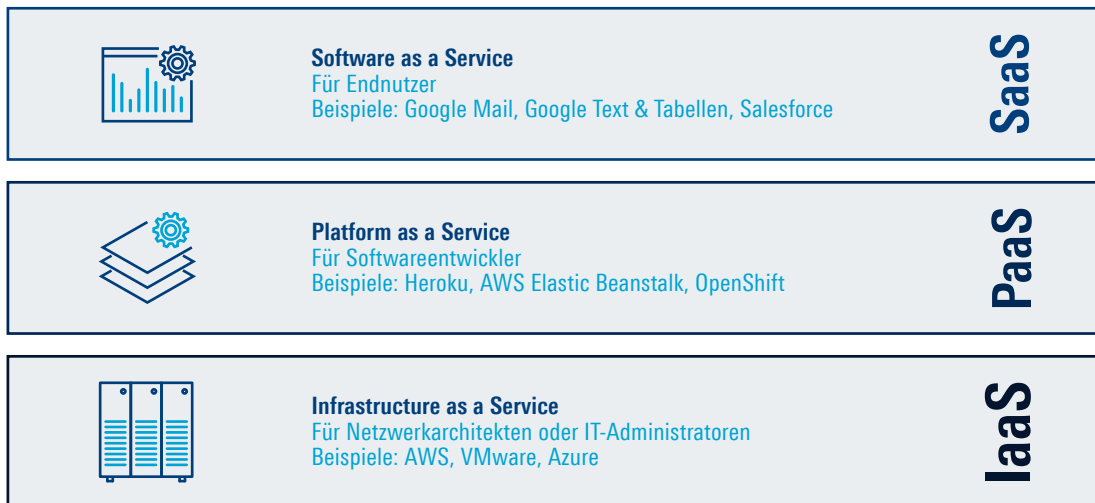 Software as a Service
Für Endnutzer
Beispiele: Google Mail, Google Text & Tabellen, Salesforce
SaaS
Platform as a Service
Für Softwareentwickler
Beispiele: Heroku, AWS Elastic Beanstalk, OpenShift
PaaS
Infrastructure as a Service
Für Netzwerkarchitekten oder IT-Administratoren
Beispiele: AWS, VMware, Azure
IaaS